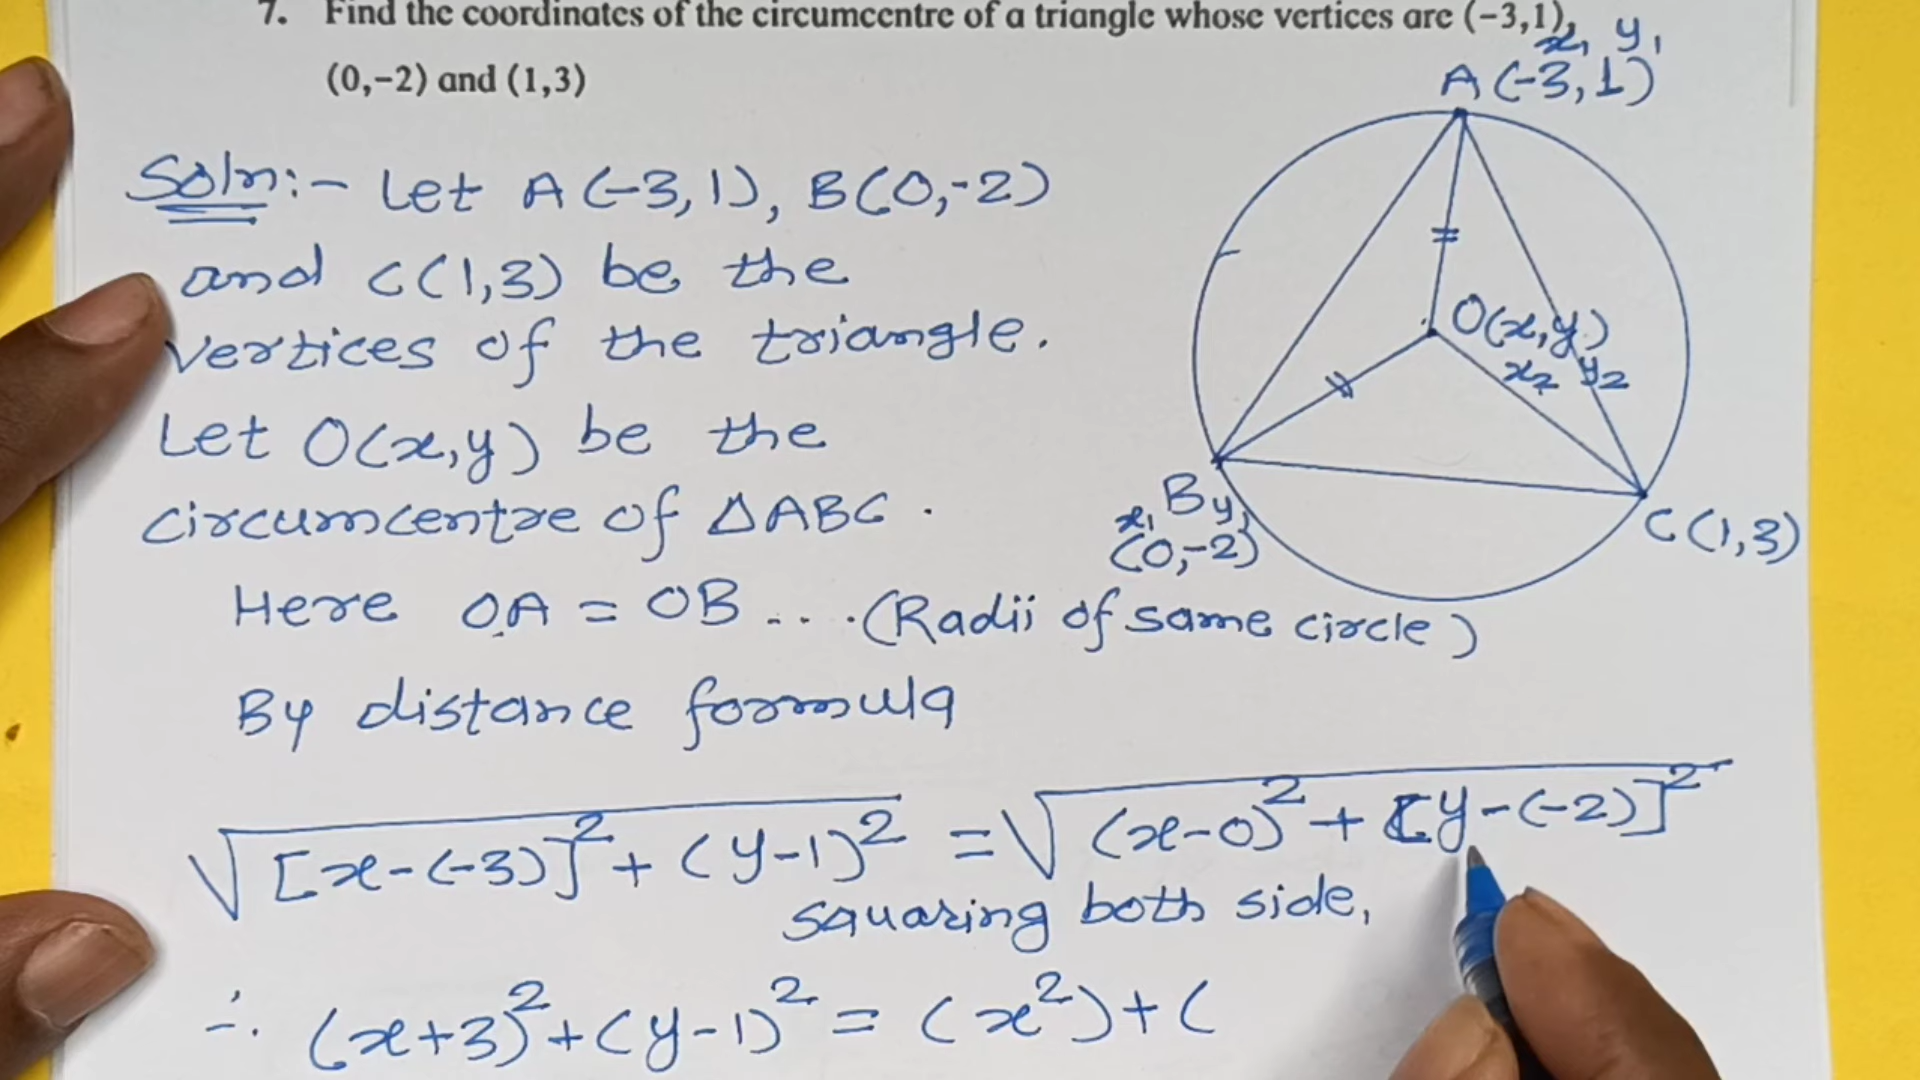 7. Find the coordinates of the circumcentre of a triangle whose vertices are (−3,1),
(0,−2) and (1,3)
x₁ y₁
A (-3, 1)
Soln:- Let A (-3, 1), B(0, -2)
and C(1,3) be the
vertices of the triangle.
Let O(x,y) be the
circumcentre of △ABC .
O(x,y)
x₂ y₂
B
x₁ y₁
(0,-2)
C (1,3)
Here OA = OB ....(Radii of same circle)
By distance formula
√[x-(-3)]²+(y-1)² = √(x-0)²+[y-(-2)]²
squaring both side,
∴ (x+3)²+(y-1)² = (x²)+(